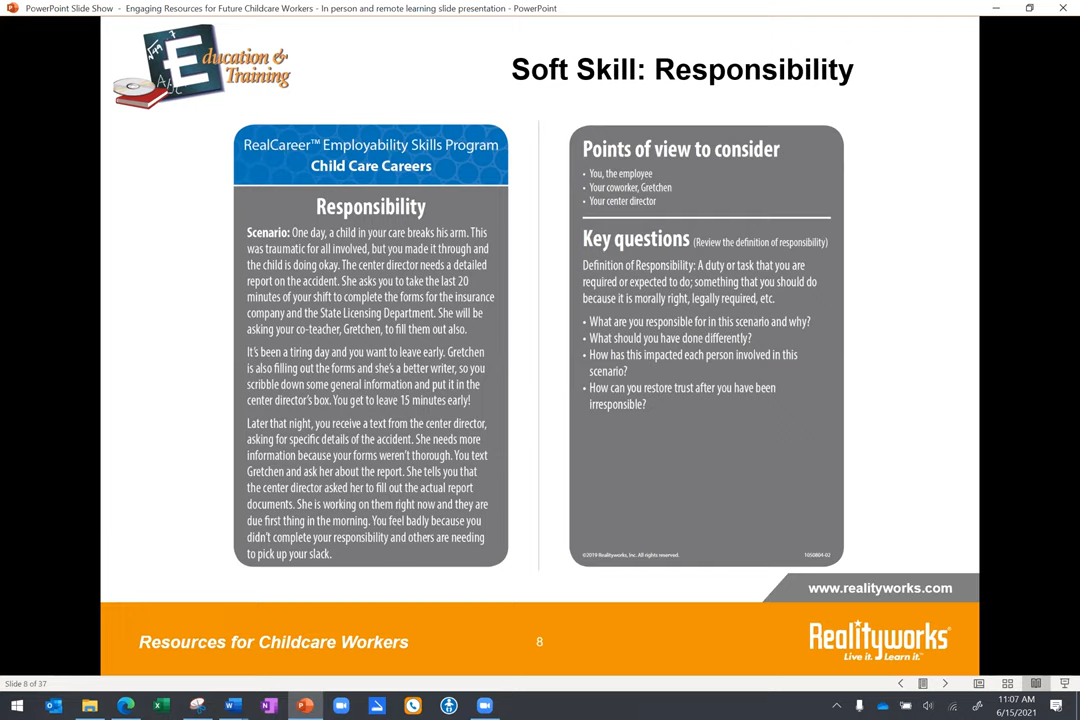 PowerPoint Slide Show - Engaging Resources for Future Childcare Workers - In person and remote learning slide presentation - PowerPoint
Education &
Training
Soft Skill: Responsibility
RealCareer™ Employability Skills Program
Child Care Careers
Responsibility
Scenario: One day, a child in your care breaks his arm. This
was traumatic for all involved, but you made it through and
the child is doing okay. The center director needs a detailed
report on the accident. She asks you to take the last 20
minutes of your shift to complete the forms for the insurance
company and the State Licensing Department. She will be
asking your co-teacher, Gretchen, to fill them out also.
It's been a tiring day and you want to leave early. Gretchen
is also filling out the forms and she's a better writer, so you
scribble down some general information and put it in the
center director's box. You get to leave 15 minutes early!
Later that night, you receive a text from the center director,
asking for specific details of the accident. She needs more
information because your forms weren't thorough. You text
Gretchen and ask her about the report. She tells you that
the center director asked her to fill out the actual report
documents. She is working on them right now and they are
due first thing in the morning. You feel badly because you
didn't complete your responsibility and others are needing
to pick up your slack.
Points of view to consider
• You, the employee
• Your coworker, Gretchen
• Your center director
Key questions (Review the definition of responsibility)
Definition of Responsibility: A duty or task that you are
required or expected to do; something that you should do
because it is morally right, legally required, etc.
• What are you responsible for in this scenario and why?
• What should you have done differently?
• How has this impacted each person involved in this
scenario?
• How can you restore trust after you have been
irresponsible?
©2019 Realityworks, Inc. All rights reserved.
1050804-02
www.realityworks.com
Resources for Childcare Workers
8
Realityworks®
Live it. Learn it.™
Slide 8 of 37
11:07 AM
6/15/2021